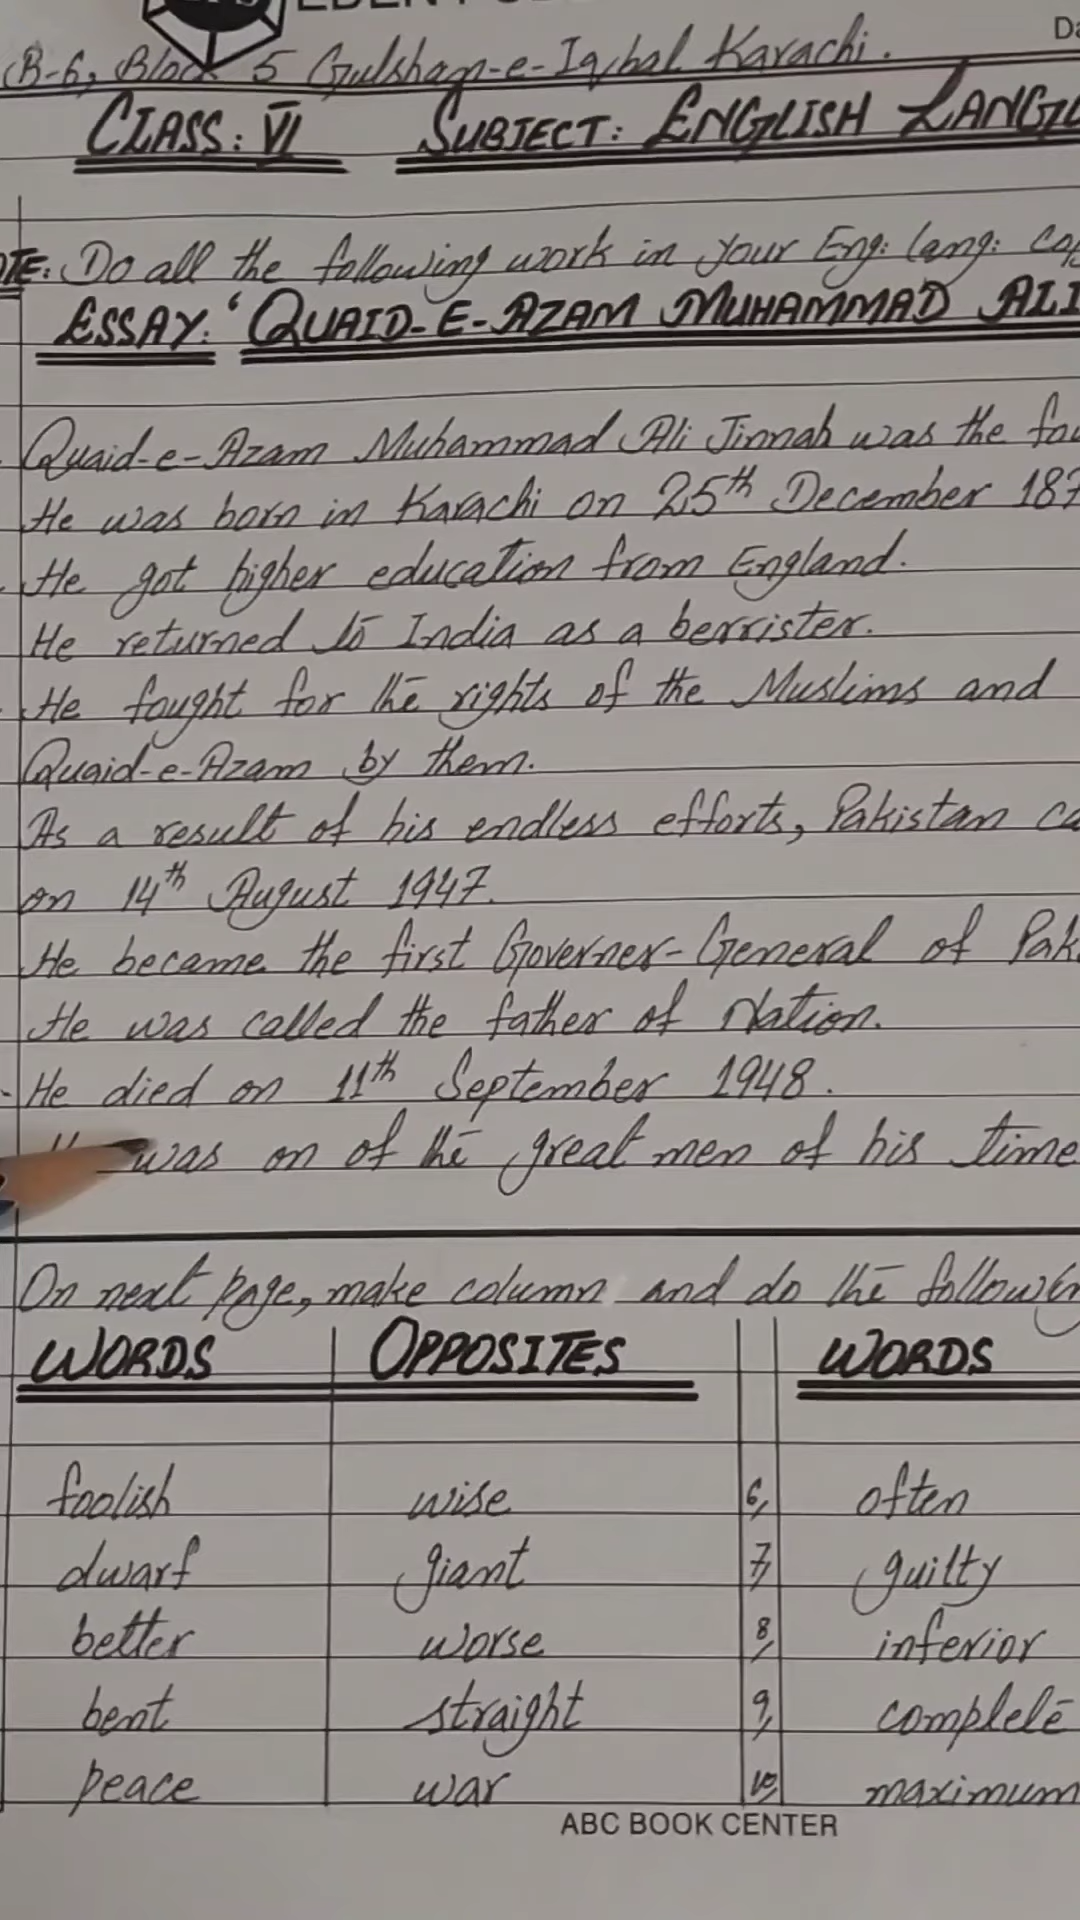 B-6, Block 5 Gulshan-e-Iqbal Karachi.
CLASS: VI SUBJECT: ENGLISH
Do all the following work in your Eng: lang:
ESSAY: 'QUAID-E-AZAM MUHAMMAD ALI
Quaid-e-Azam Muhammad Ali Jinnah was the
He was born in Karachi on 25th December 187
He got higher education from England.
He returned to India as a berrister.
He fought for the rights of the Muslims and
Quaid-e-Azam by them.
As a result of his endless efforts, Pakistan
on 14th August 1947.
He became the first Governer-General of Pak
He was called the father of Nation.
He died on 11th September 1948.
was on of the great men of his time
On next page, make column and do the following
WORDS OPPOSITES WORDS
foolish wise 6, often
dwarf giant 7, guilty
better worse 8, inferior
bent straight 9, complete
peace war 10, maximum
ABC BOOK CENTER